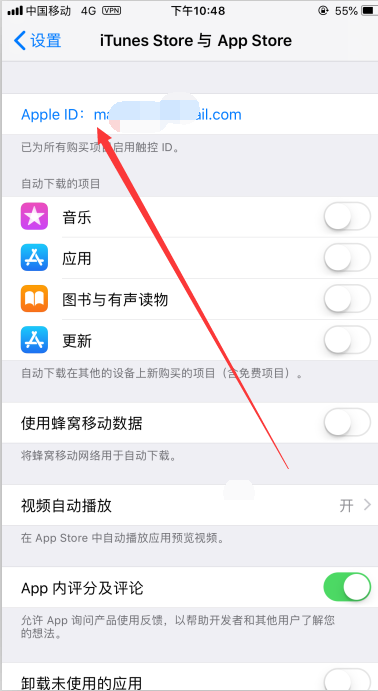 中国移动 4G VPN 下午10:48 55%
设置 iTunes Store 与 App Store
Apple ID: ma ail.com
已为所有购买项目启用触控 ID。
自动下载的项目
音乐
应用
图书与有声读物
更新
自动下载在其他的设备上新购买的项目（含免费项目）。
使用蜂窝移动数据
将蜂窝移动网络用于自动下载。
视频自动播放 开
在 App Store 中自动播放应用预览视频。
App 内评分及评论
允许 App 询问产品使用反馈，以帮助开发者和其他用户了解您
的想法。
卸载未使用的应用